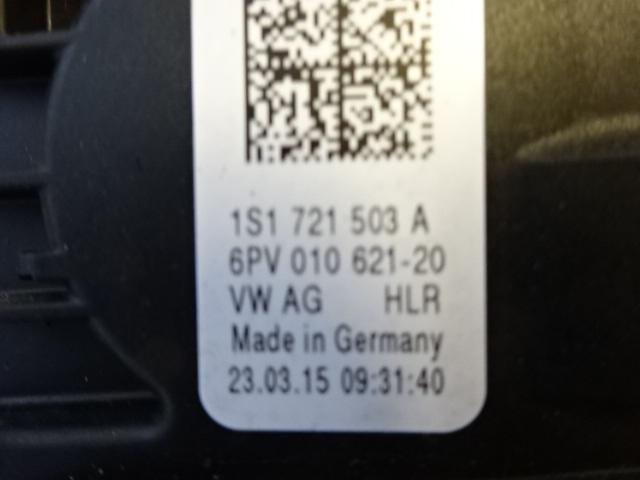 1S1 721 503 A
6PV 010 621-20
VW AG HLR
Made in Germany
23.03.15 09:31:40